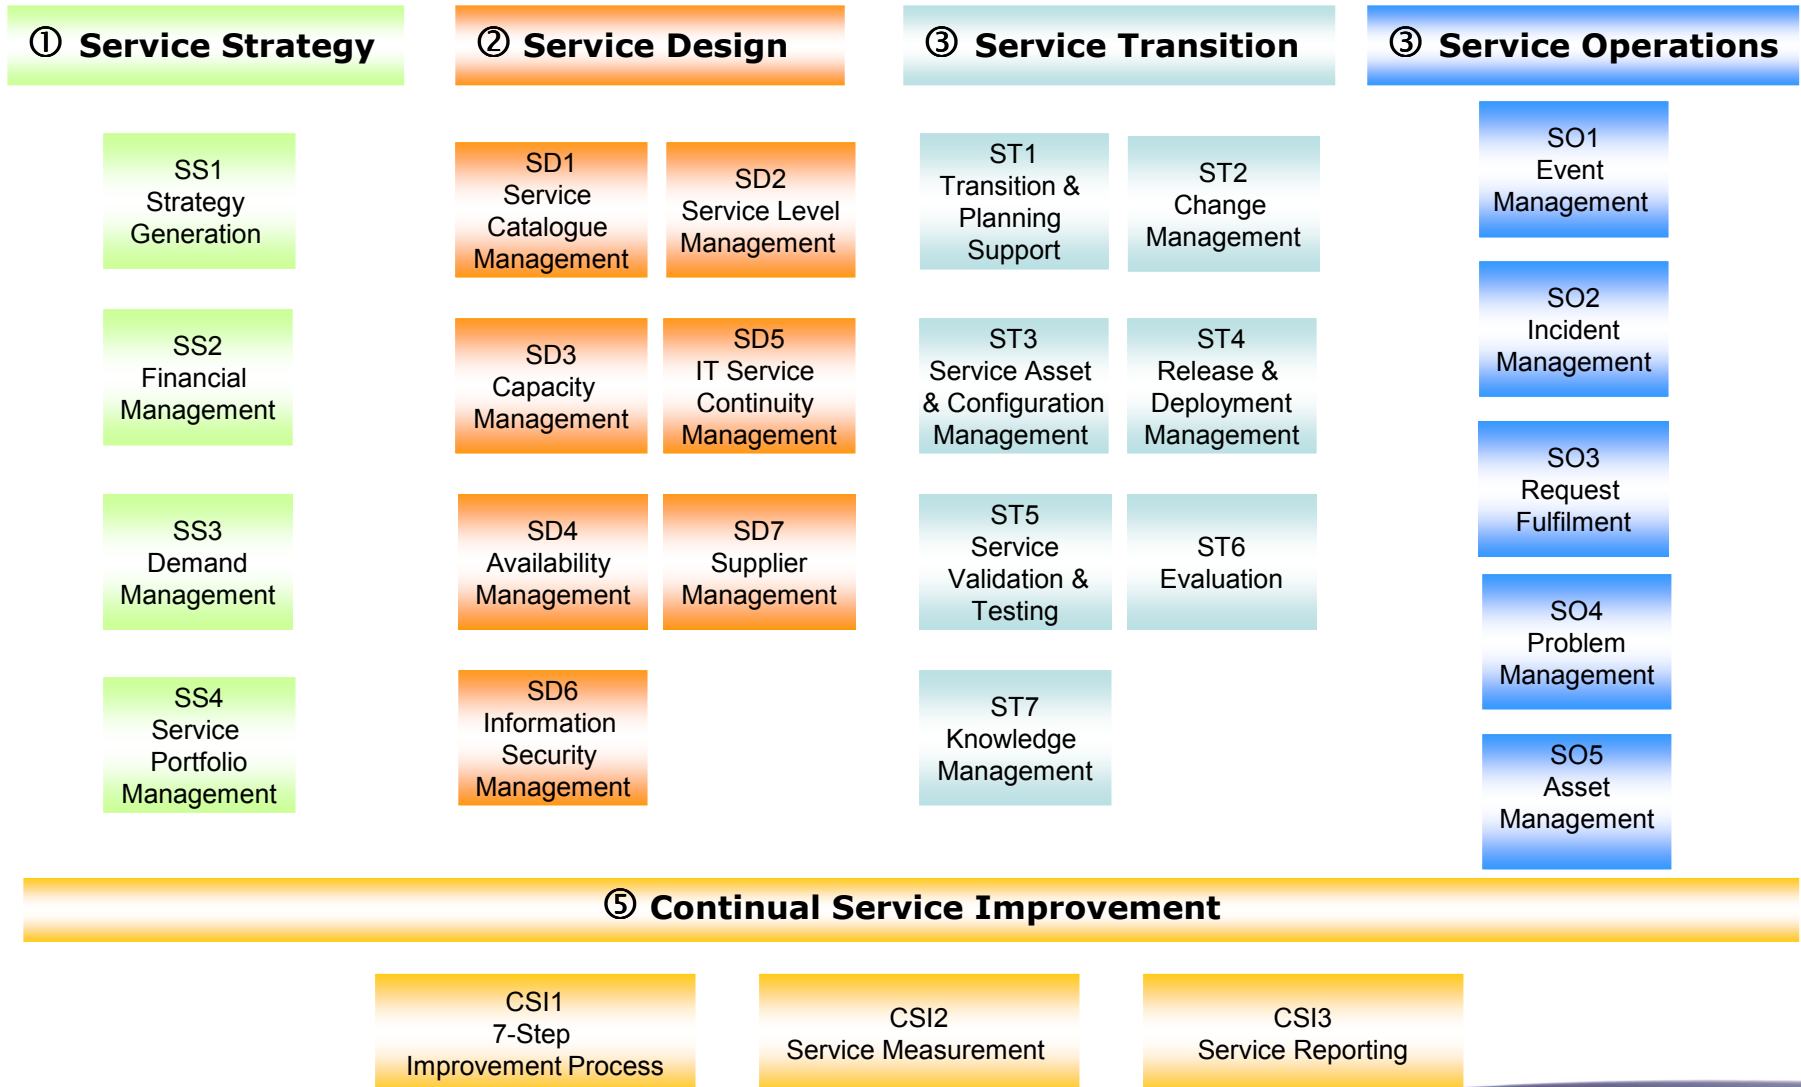 ① Service Strategy
② Service Design
③ Service Transition
③ Service Operations
SS1
Strategy
Generation
SS2
Financial
Management
SS3
Demand
Management
SS4
Service
Portfolio
Management
SD1
Service
Catalogue
Management
SD2
Service Level
Management
SD3
Capacity
Management
SD5
IT Service
Continuity
Management
SD4
Availability
Management
SD7
Supplier
Management
SD6
Information
Security
Management
ST1
Transition &
Planning
Support
ST2
Change
Management
ST3
Service Asset
& Configuration
Management
ST4
Release &
Deployment
Management
ST5
Service
Validation &
Testing
ST6
Evaluation
ST7
Knowledge
Management
SO1
Event
Management
SO2
Incident
Management
SO3
Request
Fulfilment
SO4
Problem
Management
SO5
Asset
Management
⑤ Continual Service Improvement
CSI1
7-Step
Improvement Process
CSI2
Service Measurement
CSI3
Service Reporting